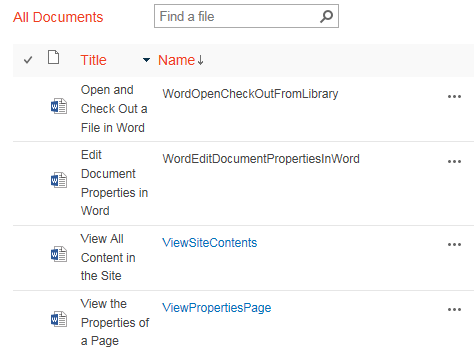 All Documents
Find a file
Title Name↓
Open and
Check Out a
File in Word
WordOpenCheckOutFromLibrary
Edit
Document
Properties in
Word
WordEditDocumentPropertiesInWord
View All
Content in
the Site
ViewSiteContents
View the
Properties of
a Page
ViewPropertiesPage